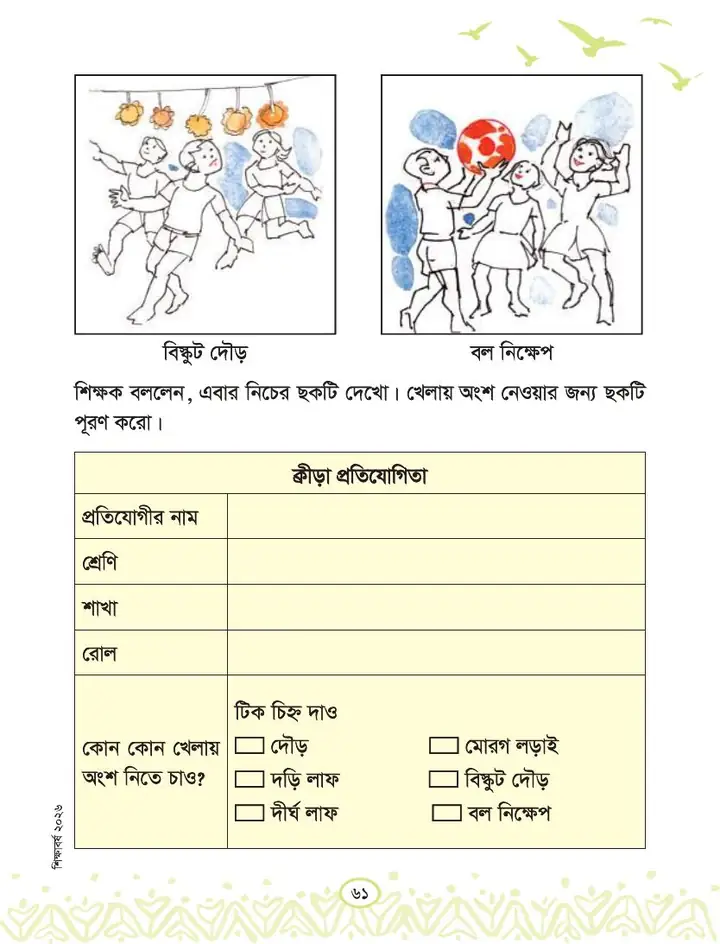 বিস্কুট দৌড়
বল নিক্ষেপ
শিক্ষক বললেন, এবার নিচের ছকটি দেখো। খেলায় অংশ নেওয়ার জন্য ছকটি
পূরণ করো।
ক্রীড়া প্রতিযোগিতা
প্রতিযোগীর নাম
শ্রেণি
শাখা
রোল
কোন কোন খেলায়
অংশ নিতে চাও?
টিক চিহ্ন দাও
দৌড়
মোরগ লড়াই
দড়ি লাফ
বিস্কুট দৌড়
দীর্ঘ লাফ
বল নিক্ষেপ
শিক্ষাবর্ষ ২০২৬
৬১